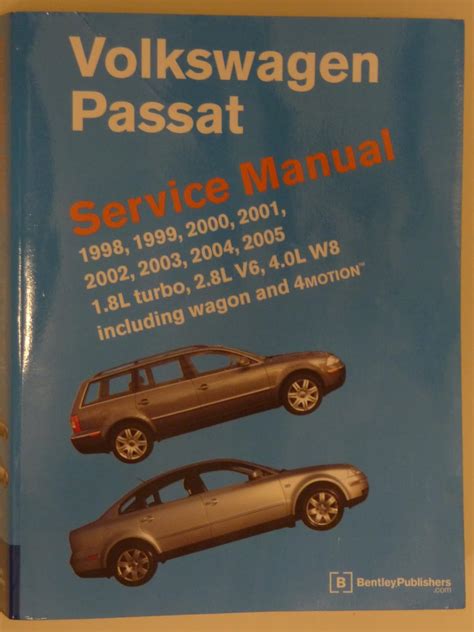 Volkswagen
Passat
Service Manual
1998, 1999, 2000, 2001,
2002, 2003, 2004, 2005
1.8L turbo, 2.8L V6, 4.0L W8
including wagon and 4MOTION™
B BentleyPublishers
.com